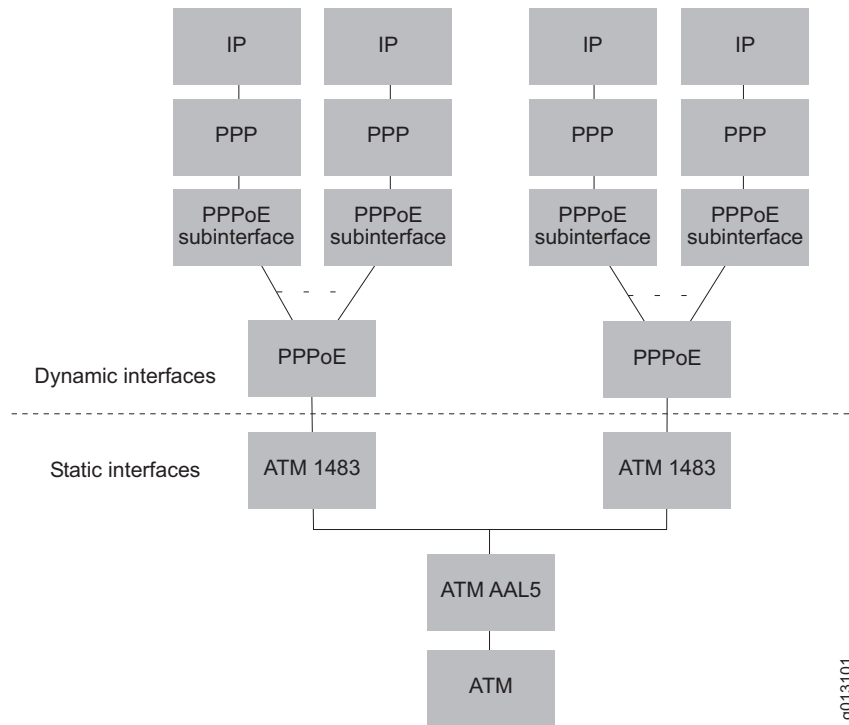 IP
IP
IP
IP
PPP
PPP
PPP
PPP
PPPoE
subinterface
PPPoE
subinterface
PPPoE
subinterface
PPPoE
subinterface
PPPoE
PPPoE
Dynamic interfaces
Static interfaces
ATM 1483
ATM 1483
ATM AAL5
ATM
g013101